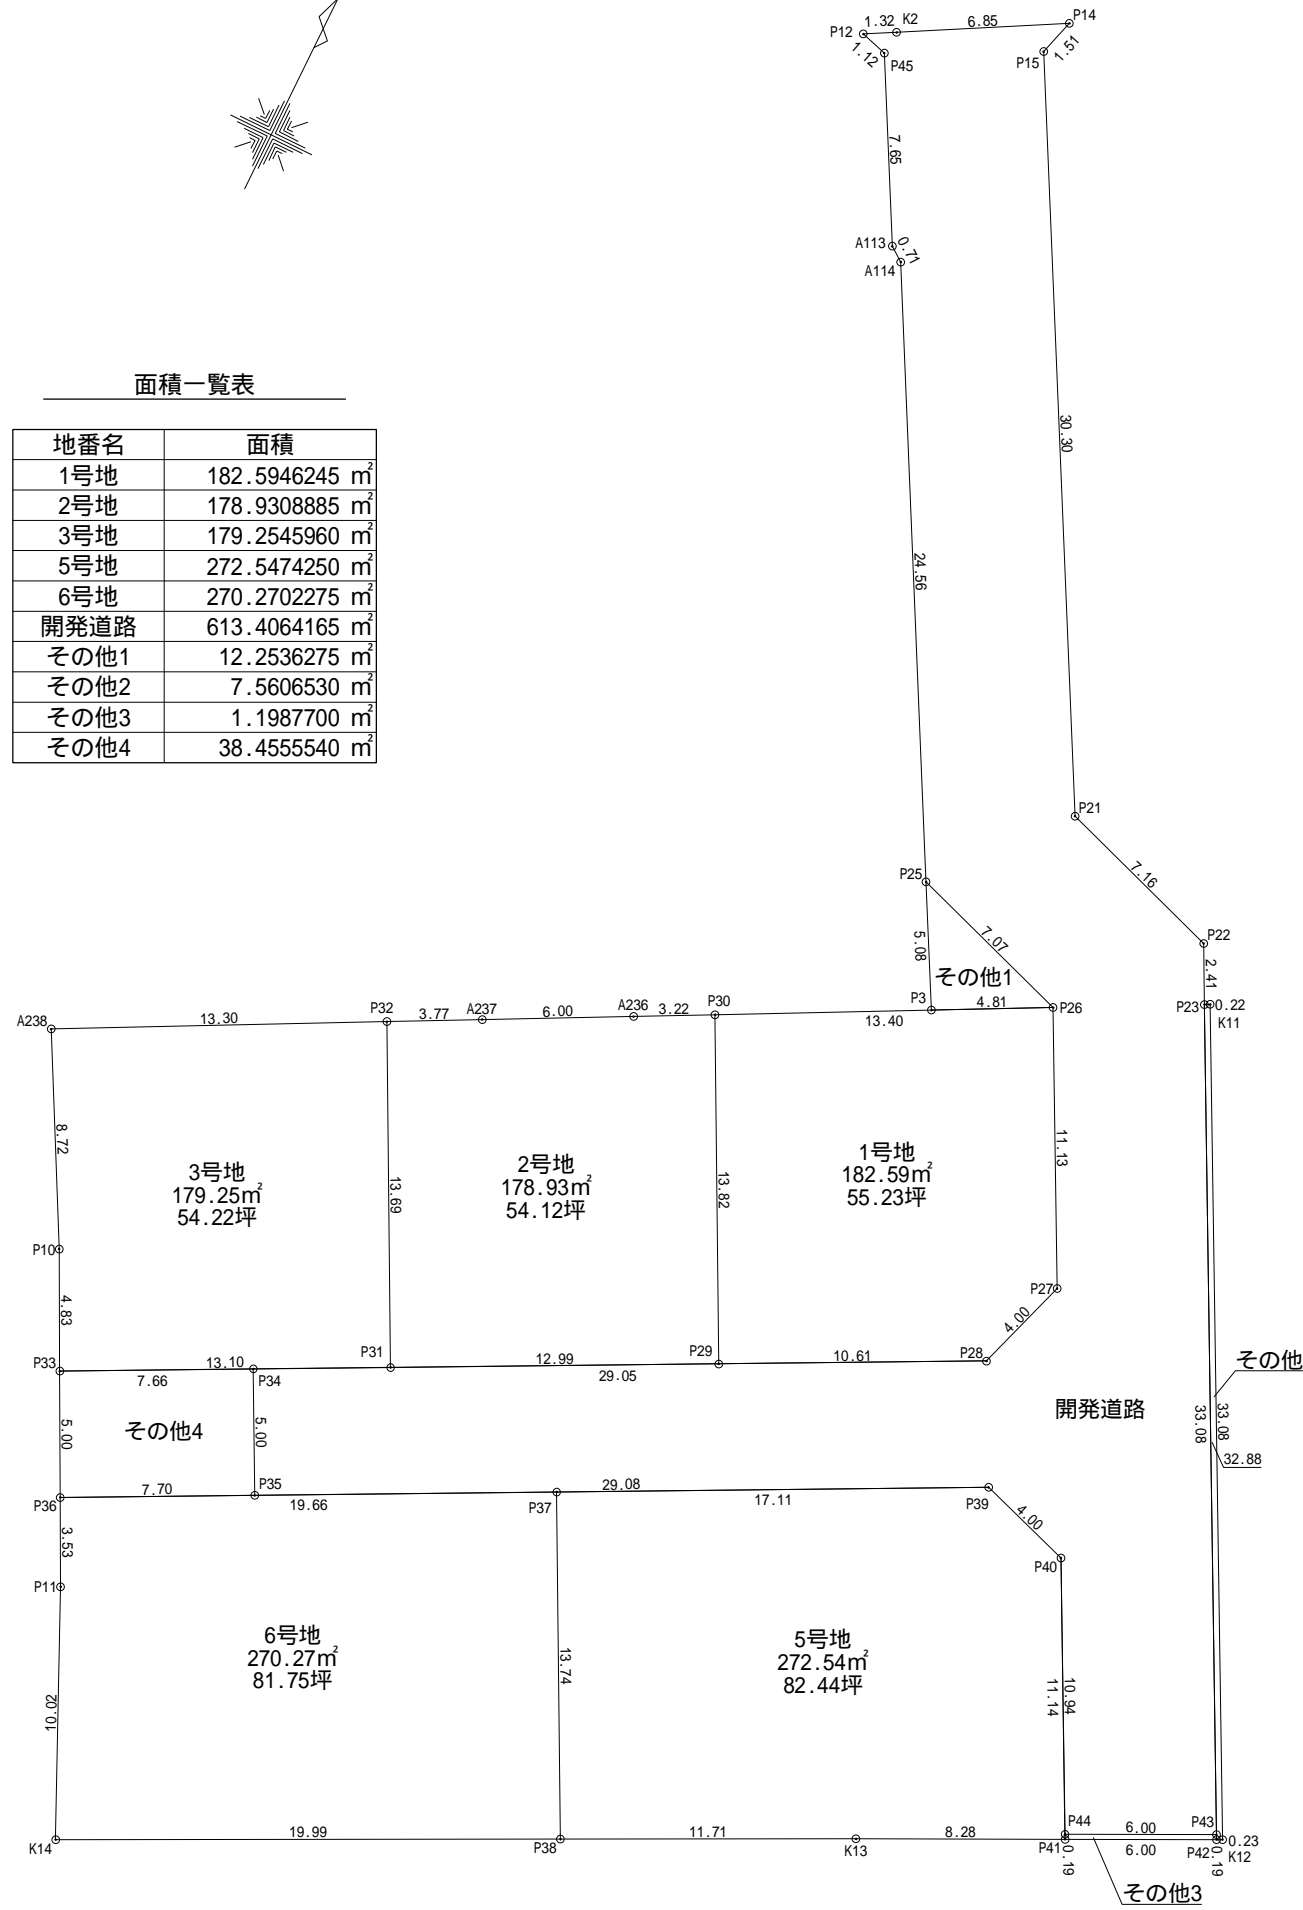 P12
1.32
K2
6.85
P14
1.12
P45
P15
1.51
7.65
A113
0.71
A114
30.30
24.56
面積一覧表
地番名 面積
1号地 182.5946245 ㎡
2号地 178.9308885 ㎡
3号地 179.2545960 ㎡
5号地 272.5474250 ㎡
6号地 270.2702275 ㎡
開発道路 613.4064165 ㎡
その他1 12.2536275 ㎡
その他2 7.5606530 ㎡
その他3 1.1987700 ㎡
その他4 38.4555540 ㎡
P21
7.16
P25
P22
7.07
5.08
2.41
その他1
A238
13.30
P32
3.77
A237
6.00
A236
3.22
P30
13.40
P3
4.81
P26
P23
0.22
K11
8.72
3号地
179.25㎡
54.22坪
13.69
2号地
178.93㎡
54.12坪
13.82
1号地
182.59㎡
55.23坪
11.13
P10
4.83
P27
4.00
P33
13.10
P31
12.99
P29
10.61
P28
7.66
P34
29.05
その他
開発道路
5.00
その他4
5.00
33.08
33.08
32.88
P36
7.70
P35
19.66
P37
29.08
17.11
P39
4.00
3.53
P11
P40
6号地
270.27㎡
81.75坪
13.74
5号地
272.54㎡
82.44坪
10.02
10.94
11.14
K14
19.99
P38
11.71
K13
8.28
P44
6.00
P43
P41
0.19
6.00
P42
0.19
0.23
K12
その他3